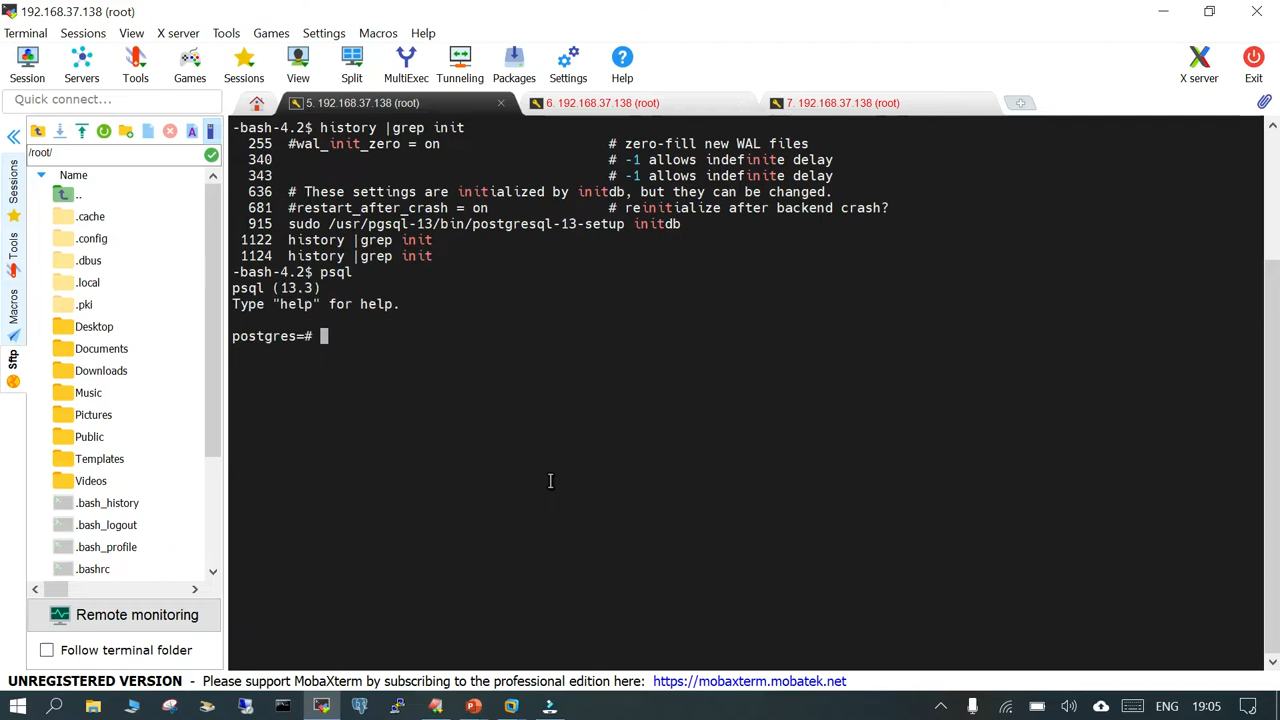 192.168.37.138 (root)
Terminal Sessions View X server Tools Games Settings Macros Help
Session Servers Tools Games Sessions View Split MultiExec Tunneling Packages Settings Help X server Exit
Quick connect...
5. 192.168.37.138 (root)
6. 192.168.37.138 (root)
7. 192.168.37.138 (root)
/root/
Name
..
.cache
.config
.dbus
.local
.pki
Desktop
Documents
Downloads
Music
Pictures
Public
Templates
Videos
.bash_history
.bash_logout
.bash_profile
.bashrc
Sessions
Tools
Macros
Sftp
Remote monitoring
Follow terminal folder
-bash-4.2$ history |grep init
255 #wal_init_zero = on # zero-fill new WAL files
340 # -1 allows indefinite delay
343 # -1 allows indefinite delay
636 # These settings are initialized by initdb, but they can be changed.
681 #restart_after_crash = on # reinitialize after backend crash?
915 sudo /usr/pgsql-13/bin/postgresql-13-setup initdb
1122 history |grep init
1124 history |grep init
-bash-4.2$ psql
psql (13.3)
Type "help" for help.
postgres=#
UNREGISTERED VERSION - Please support MobaXterm by subscribing to the professional edition here: https://mobaxterm.mobatek.net
ENG 19:05